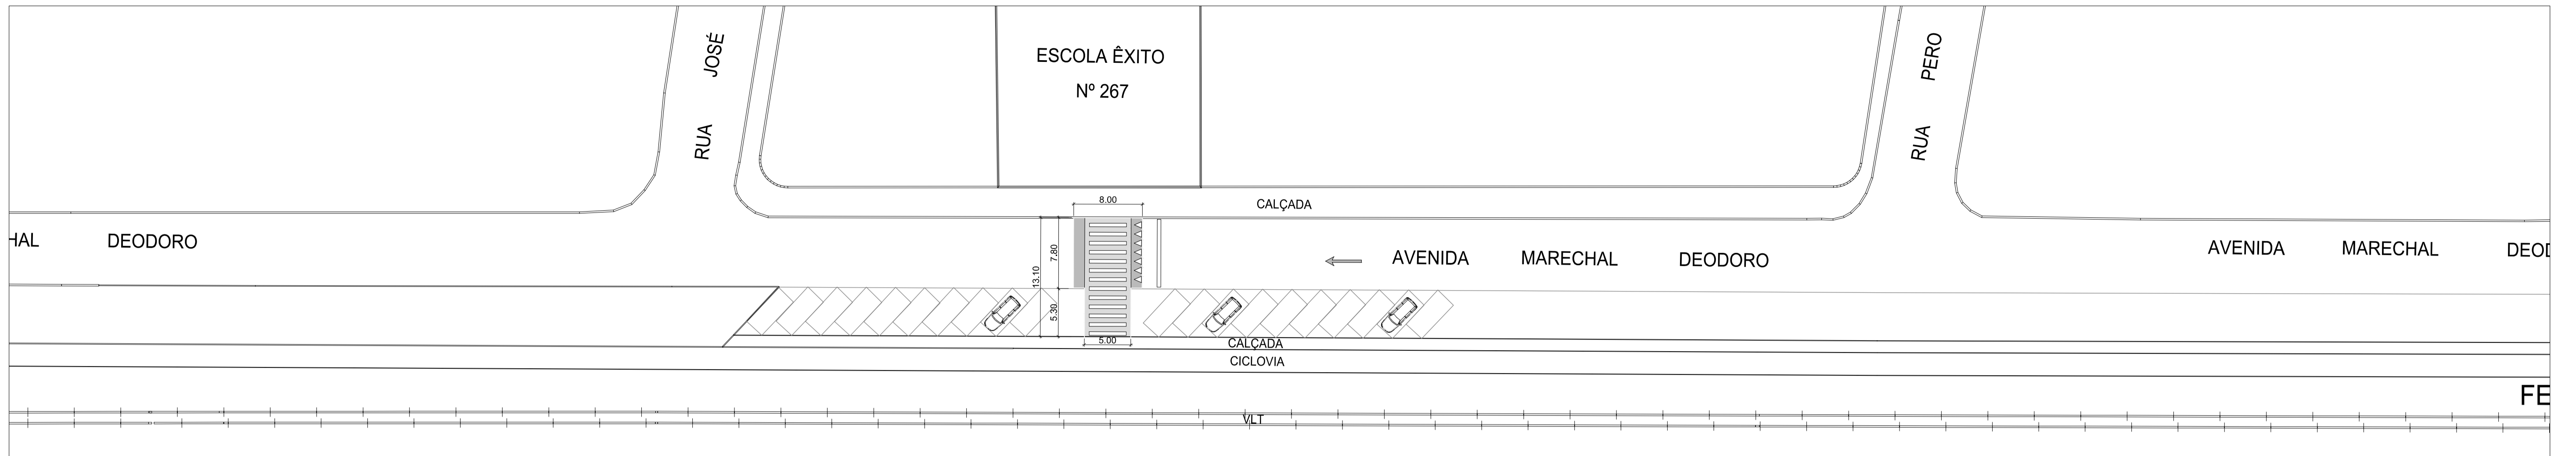 RUA JOSÉ
ESCOLA ÊXITO
Nº 267
RUA PERO
8.00
CALÇADA
HAL DEODORO
7.80
13.10
AVENIDA MARECHAL DEODORO
AVENIDA MARECHAL DEOD
5.30
5.00
CALÇADA
CICLOVIA
FE
VLT